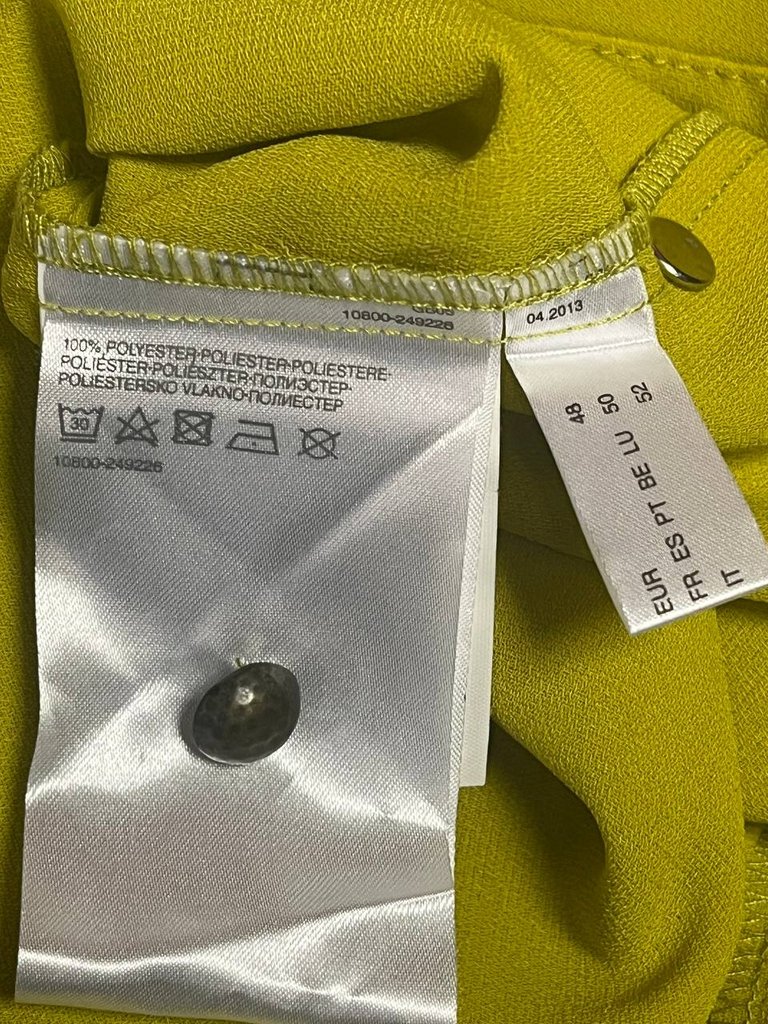 10800-249226
100% POLYESTER·POLIESTER·POLIESTERE·
POLIÉSTER·POLIÉSZTER·ПОЛИЭСТЕР·
POLIESTERSKO VLAKNO·ПОЛИЕСТЕР
30
10800-249226
04.2013
EUR 48
FR ES PT BE LU 50
IT 52